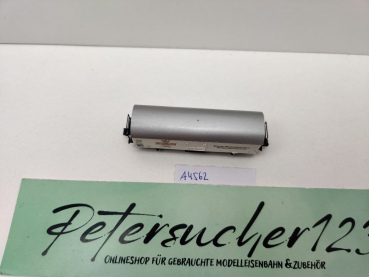 A4562
Petersucher123
ONLINESHOP FÜR GEBRAUCHTE MODELLEISENBAHN &ZUBEHÖR